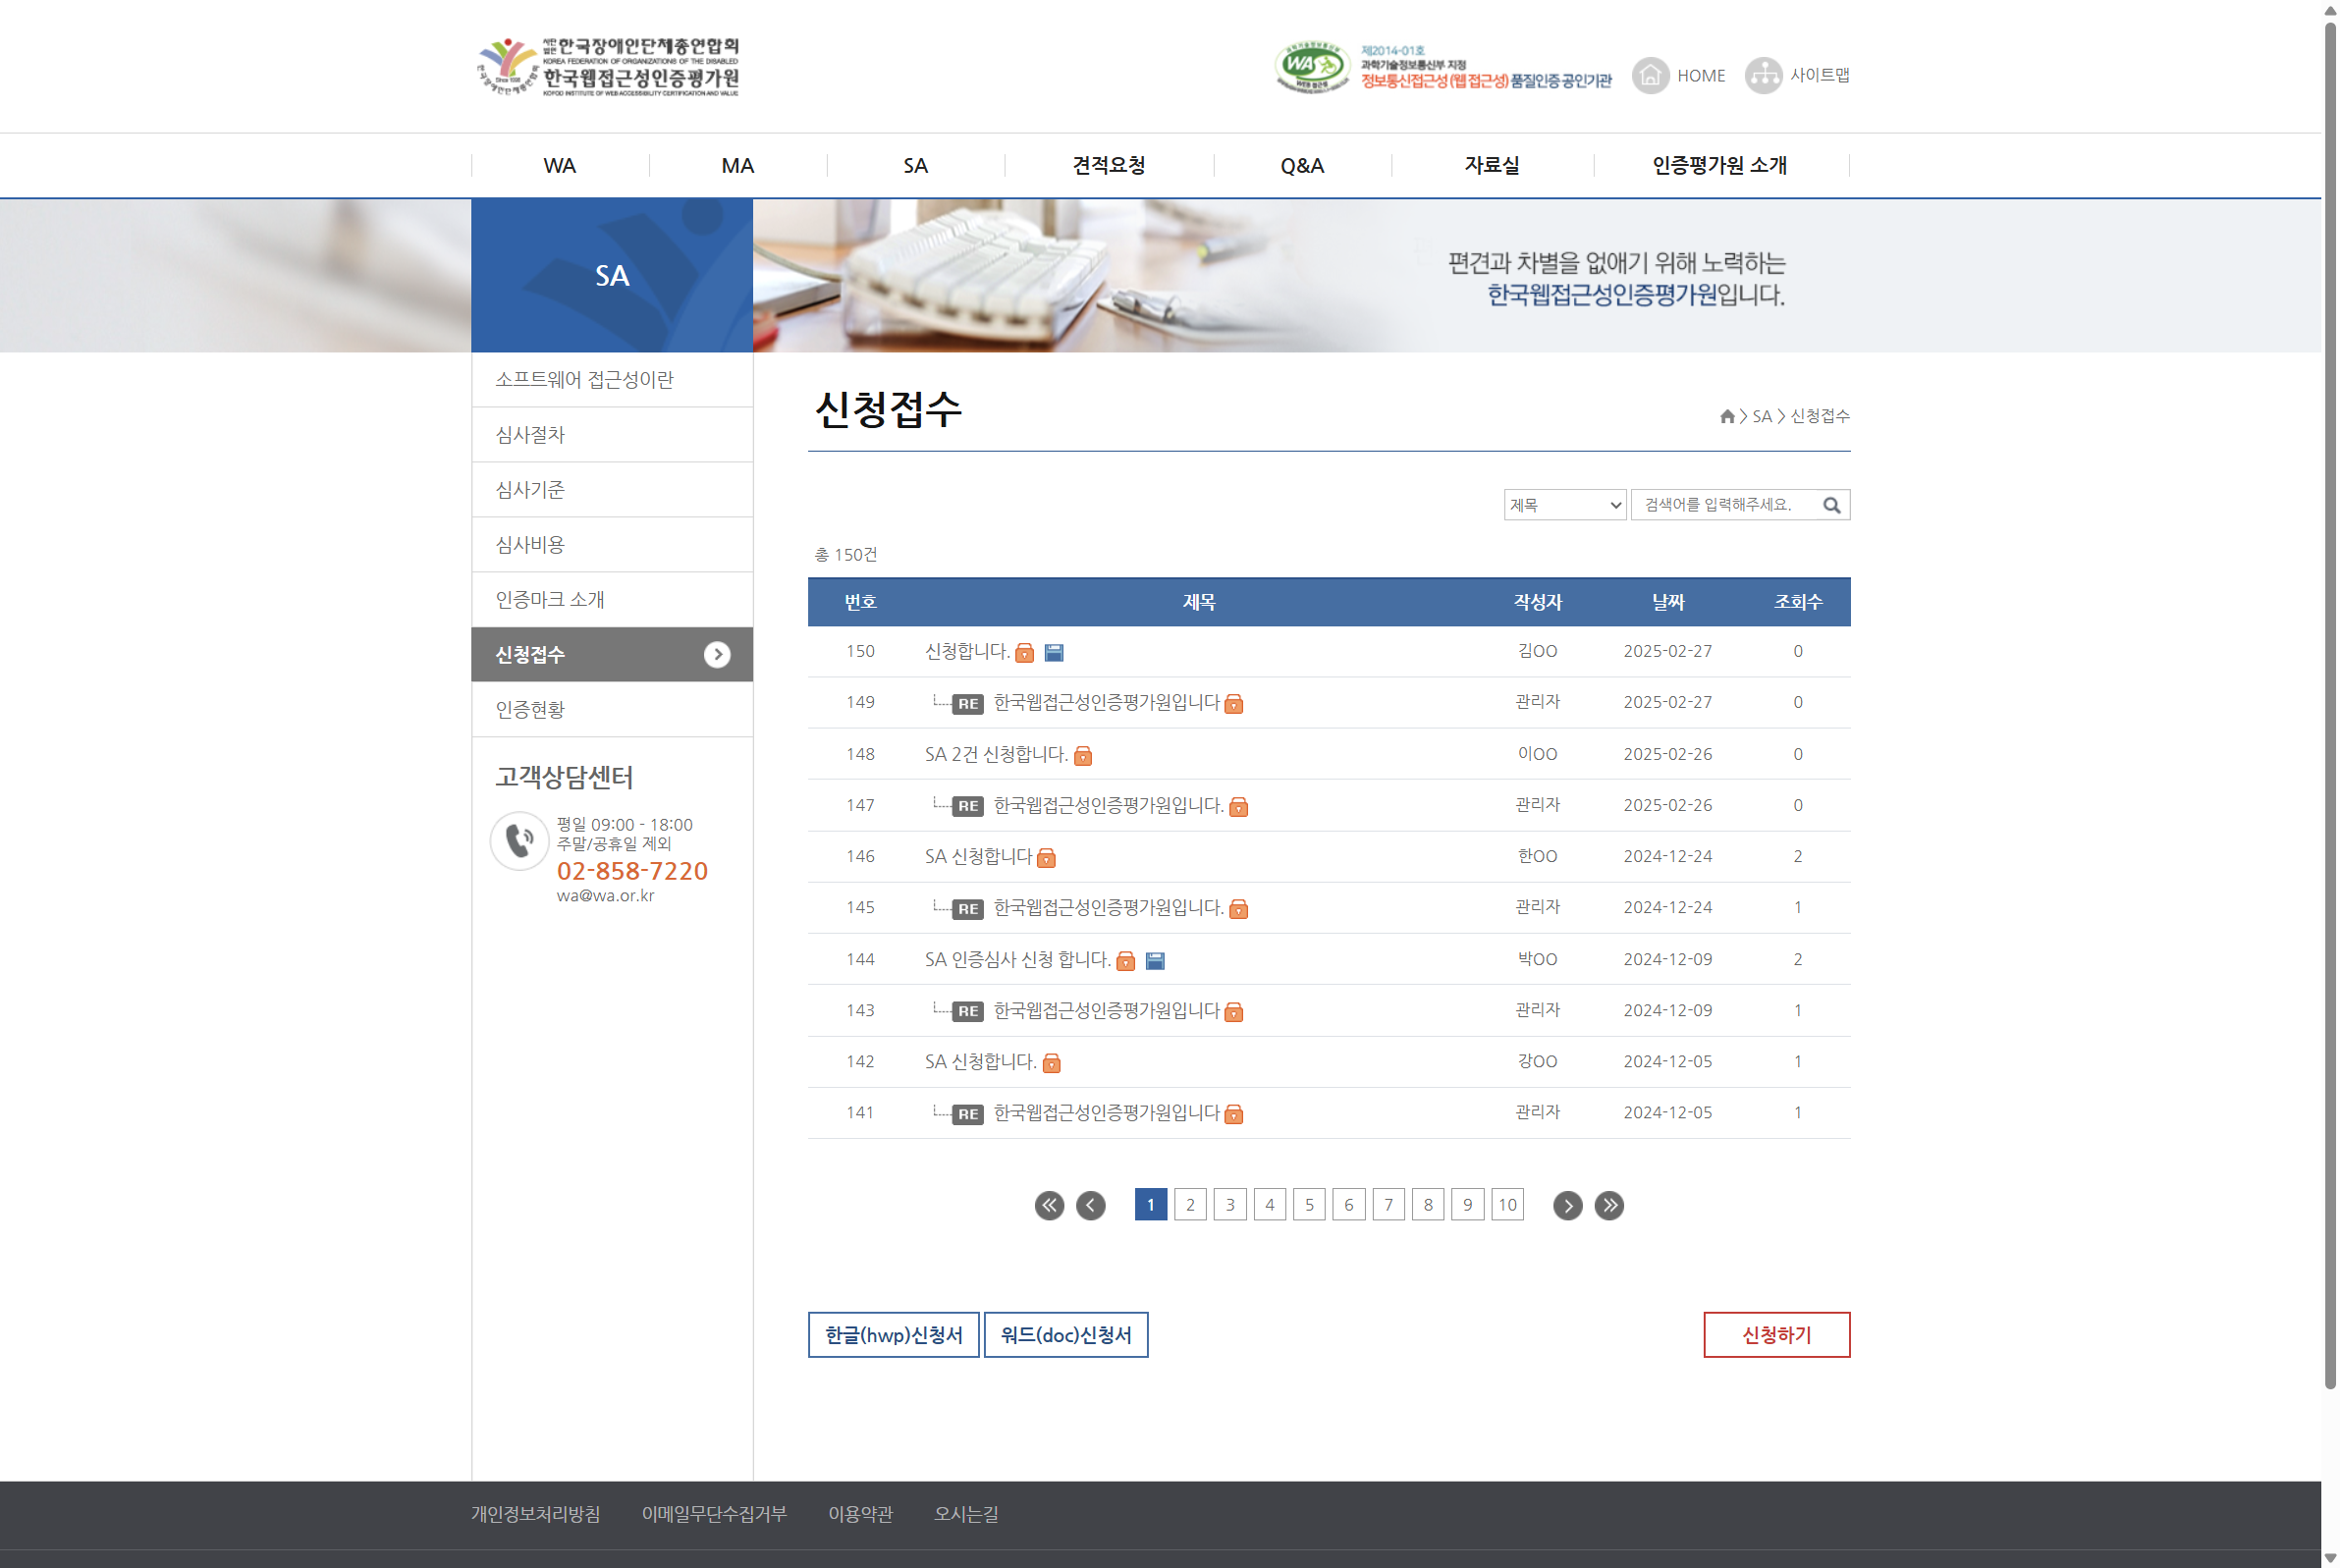 사단법인 한국장애인단체총연합회
KOREA FEDERATION OF ORGANIZATIONS OF THE DISABLED
한국웹접근성인증평가원
KOFOD INSTITUTE OF WEB ACCESSIBILITY CERTIFICATION AND VALUE
Since 1998
한국장애인단체총연합회
WA
WEB 접근성
제2014-01호
과학기술정보통신부 지정
정보통신접근성 (웹 접근성) 품질인증 공인기관
HOME
사이트맵
WA
MA
SA
견적요청
Q&A
자료실
인증평가원 소개
SA
편견과 차별을 없애기 위해 노력하는
한국웹접근성인증평가원입니다.
소프트웨어 접근성이란
심사절차
심사기준
심사비용
인증마크 소개
신청접수
인증현황
고객상담센터
평일 09:00 - 18:00
주말/공휴일 제외
02-858-7220
wa@wa.or.kr
신청접수
> SA > 신청접수
제목 검색어를 입력해주세요.
총 150건
번호 제목 작성자 날짜 조회수
150 신청합니다. 김OO 2025-02-27 0
149 RE 한국웹접근성인증평가원입니다 관리자 2025-02-27 0
148 SA 2건 신청합니다. 이OO 2025-02-26 0
147 RE 한국웹접근성인증평가원입니다. 관리자 2025-02-26 0
146 SA 신청합니다 한OO 2024-12-24 2
145 RE 한국웹접근성인증평가원입니다. 관리자 2024-12-24 1
144 SA 인증심사 신청 합니다. 박OO 2024-12-09 2
143 RE 한국웹접근성인증평가원입니다 관리자 2024-12-09 1
142 SA 신청합니다. 강OO 2024-12-05 1
141 RE 한국웹접근성인증평가원입니다 관리자 2024-12-05 1
1 2 3 4 5 6 7 8 9 10
한글(hwp)신청서 워드(doc)신청서 신청하기
개인정보처리방침 이메일무단수집거부 이용약관 오시는길